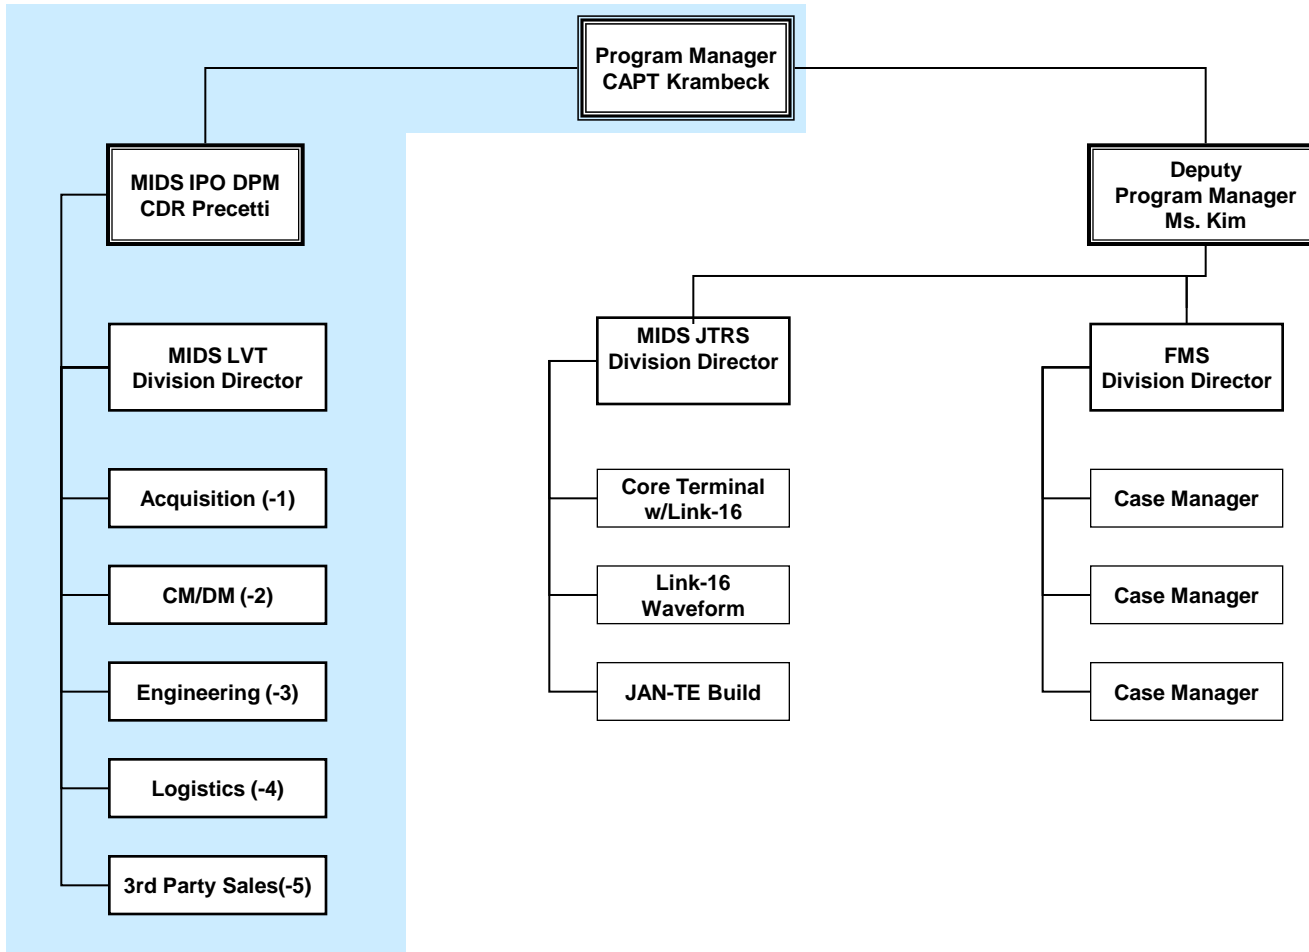 Program Manager
CAPT Krambeck
MIDS IPO DPM
CDR Precetti
Deputy
Program Manager
Ms. Kim
MIDS LVT
Division Director
MIDS JTRS
Division Director
FMS
Division Director
Acquisition (-1)
Core Terminal
w/Link-16
Case Manager
CM/DM (-2)
Link-16
Waveform
Case Manager
Engineering (-3)
JAN-TE Build
Case Manager
Logistics (-4)
3rd Party Sales(-5)